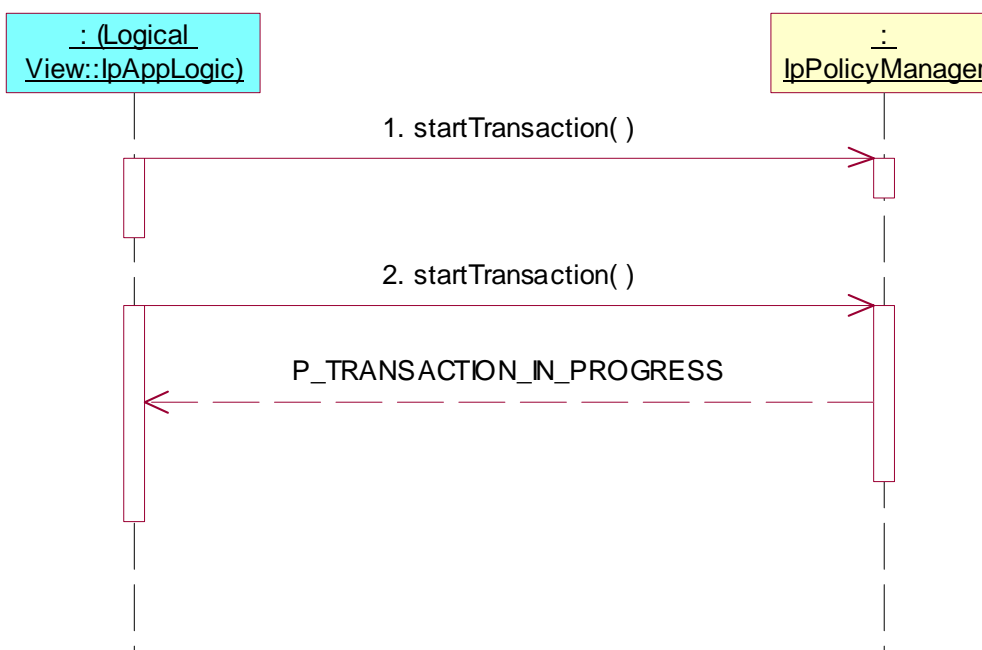 : (Logical
View::IpAppLogic)
:
IpPolicyManager
1. startTransaction( )
2. startTransaction( )
P_TRANSACTION_IN_PROGRESS